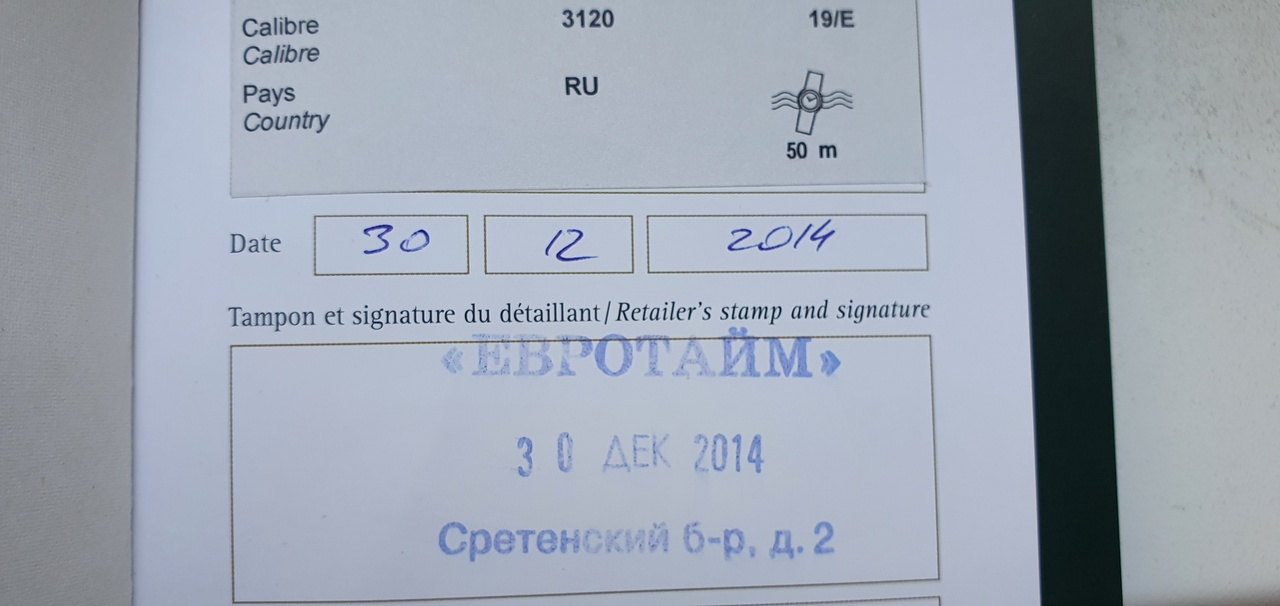 Calibre 3120 19/E
Calibre
Pays RU
Country
50 m
Date 30 12 2014
Tampon et signature du détaillant / Retailer's stamp and signature
«ЕВРОТАЙМ»
30 ДЕК 2014
Сретенский б-р, д. 2